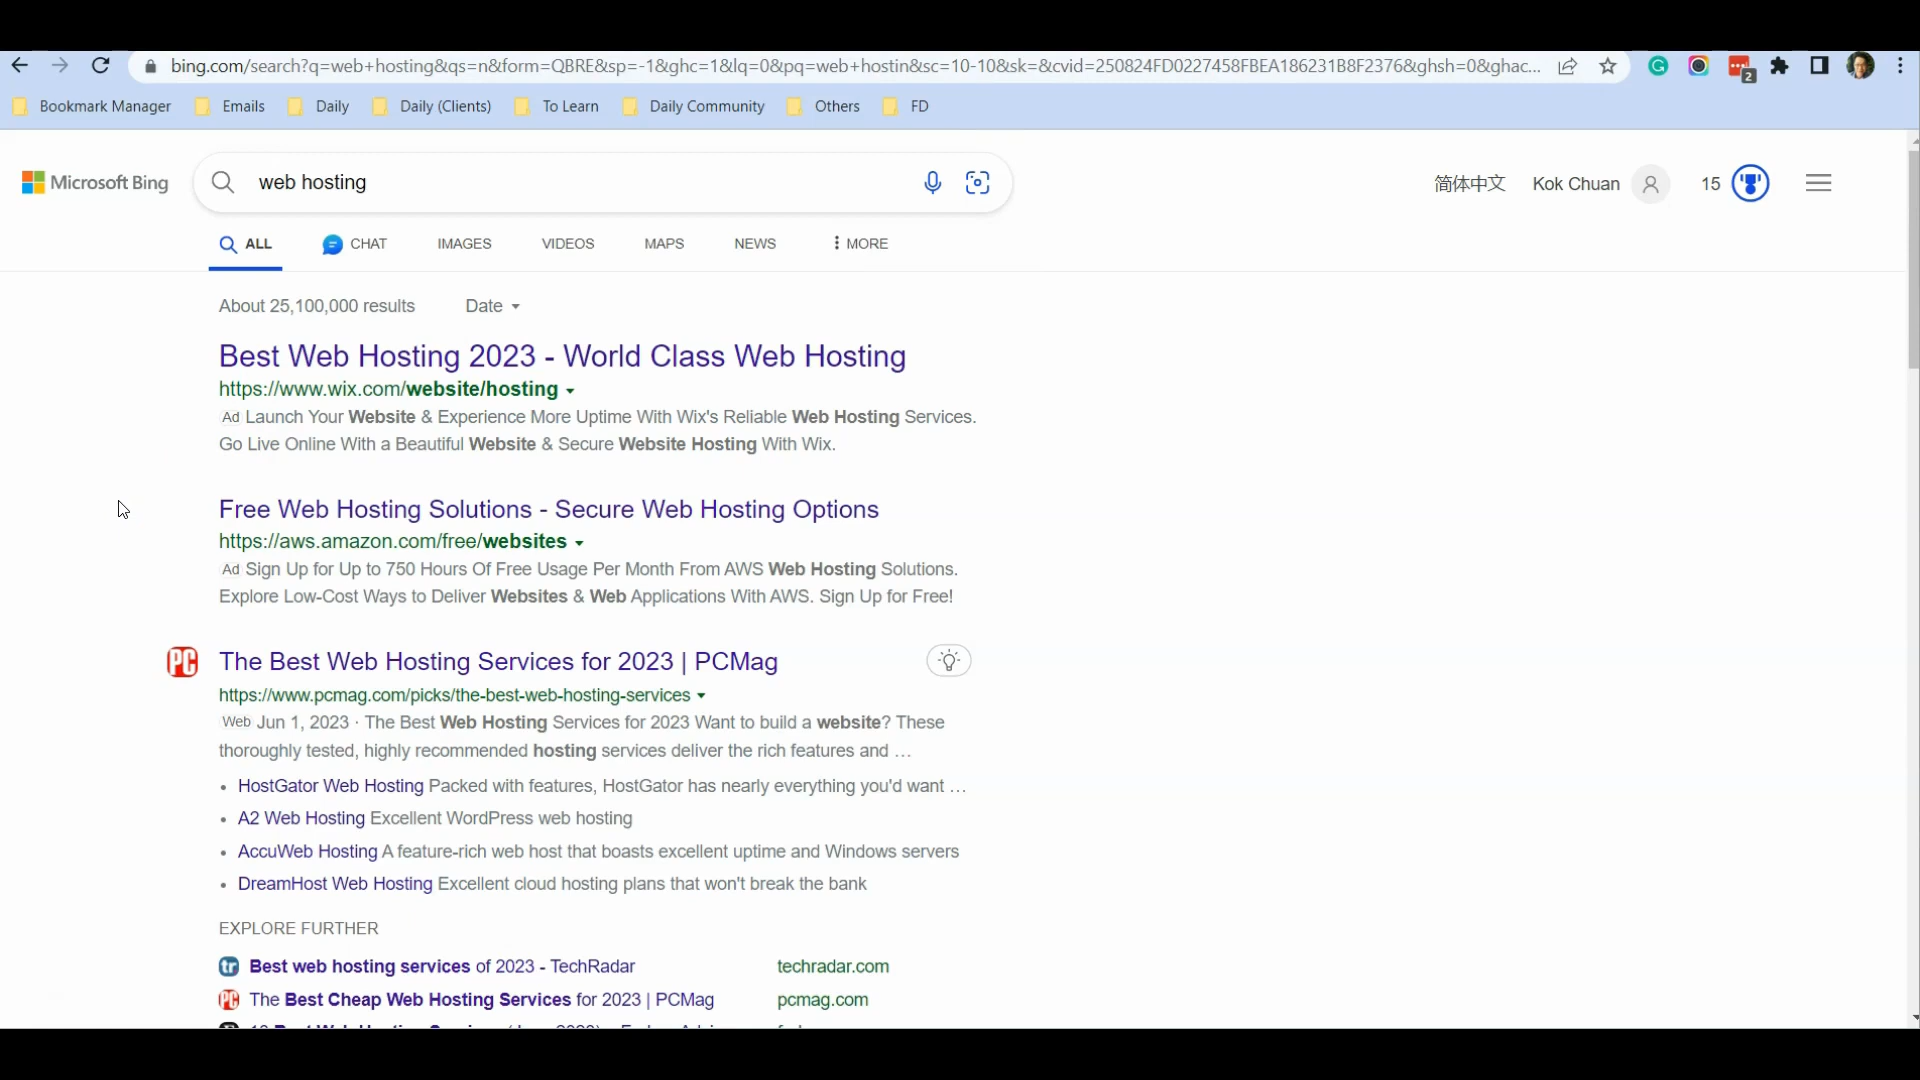 bing.com/search?q=web+hosting&qs=n&form=QBRE&sp=-1&ghc=1&lq=0&pq=web+hostin&sc=10-10&sk=&cvid=250824FD0227458FBEA186231B8F2376&ghsh=0&ghac...
2
Bookmark Manager Emails Daily Daily (Clients) To Learn Daily Community Others FD
Microsoft Bing web hosting 简体中文 Kok Chuan 15
ALL CHAT IMAGES VIDEOS MAPS NEWS MORE
About 25,100,000 results Date
Best Web Hosting 2023 - World Class Web Hosting
https://www.wix.com/website/hosting
Ad Launch Your Website & Experience More Uptime With Wix's Reliable Web Hosting Services.
Go Live Online With a Beautiful Website & Secure Website Hosting With Wix.
Free Web Hosting Solutions - Secure Web Hosting Options
https://aws.amazon.com/free/websites
Ad Sign Up for Up to 750 Hours Of Free Usage Per Month From AWS Web Hosting Solutions.
Explore Low-Cost Ways to Deliver Websites & Web Applications With AWS. Sign Up for Free!
PC The Best Web Hosting Services for 2023 | PCMag
https://www.pcmag.com/picks/the-best-web-hosting-services
Web Jun 1, 2023 · The Best Web Hosting Services for 2023 Want to build a website? These
thoroughly tested, highly recommended hosting services deliver the rich features and …
• HostGator Web Hosting Packed with features, HostGator has nearly everything you'd want …
• A2 Web Hosting Excellent WordPress web hosting
• AccuWeb Hosting A feature-rich web host that boasts excellent uptime and Windows servers
• DreamHost Web Hosting Excellent cloud hosting plans that won't break the bank
EXPLORE FURTHER
tr Best web hosting services of 2023 - TechRadar techradar.com
PC The Best Cheap Web Hosting Services for 2023 | PCMag pcmag.com